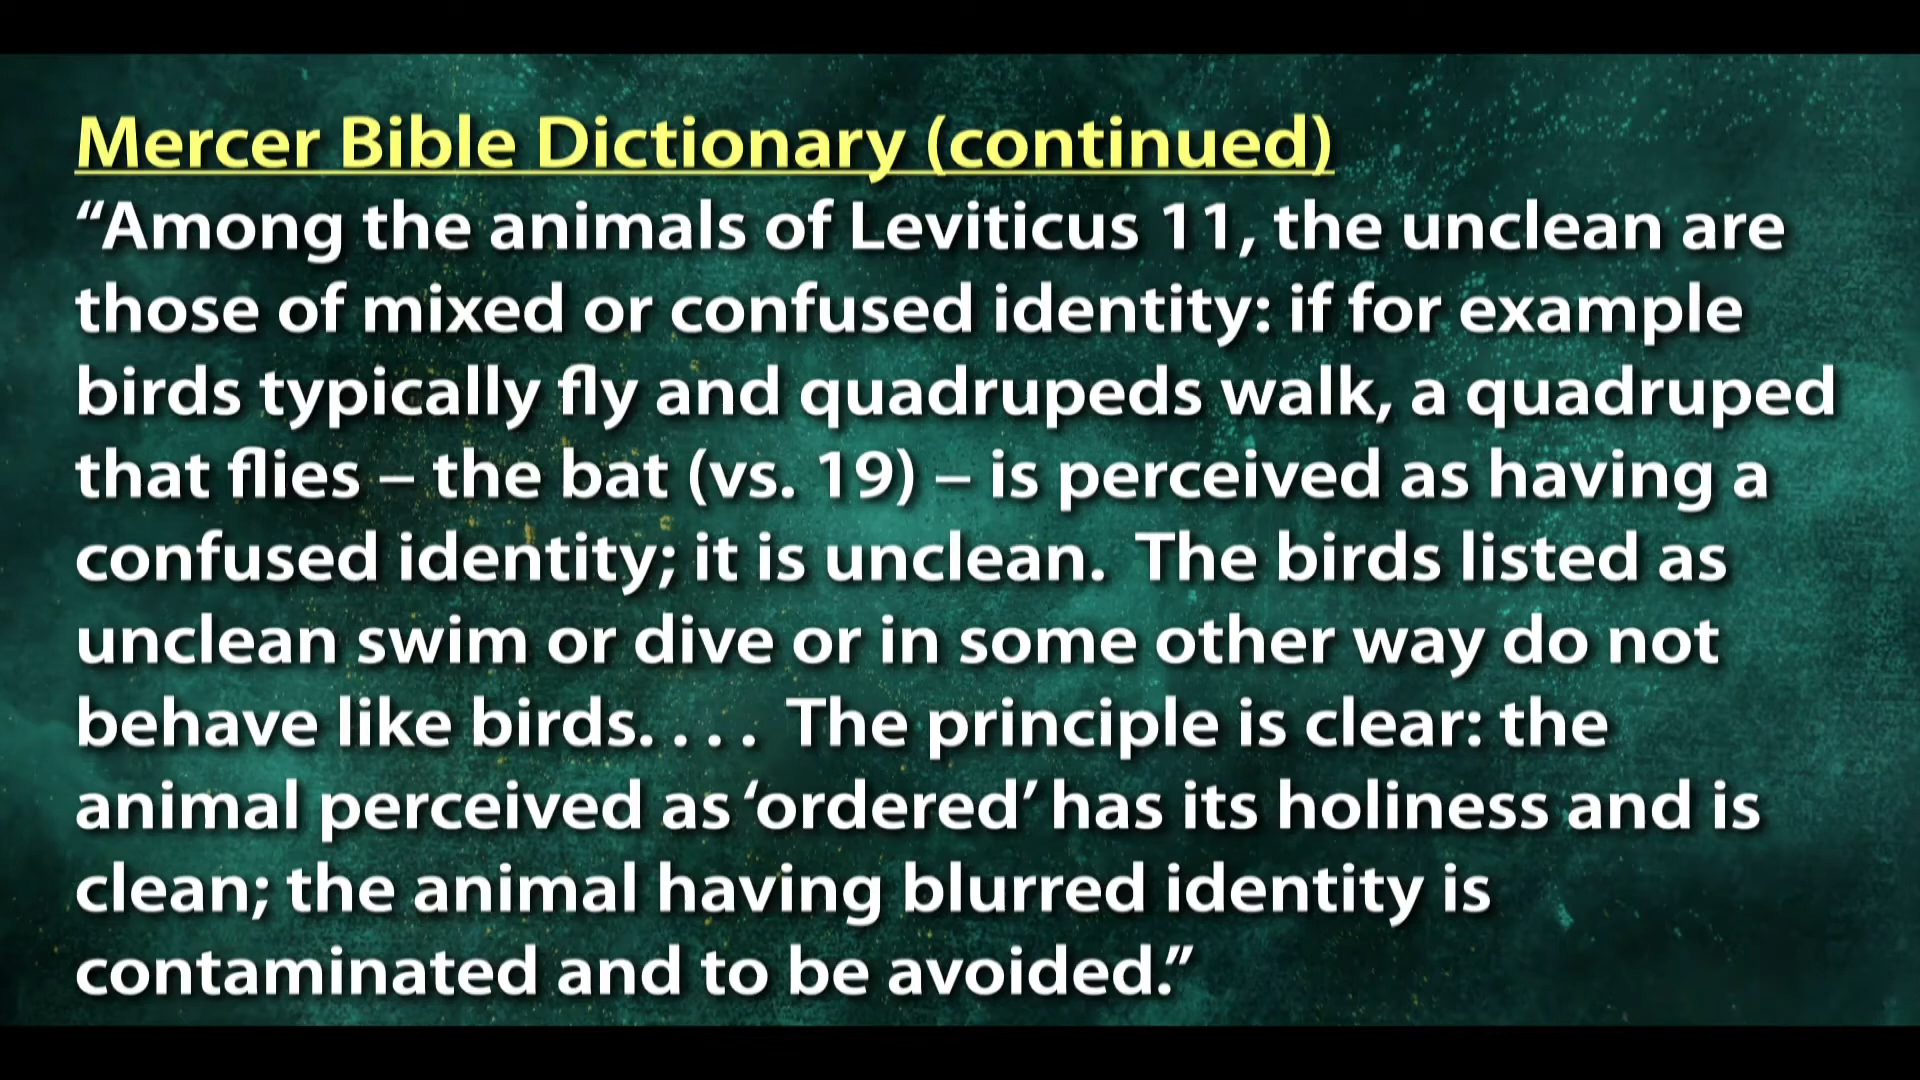 Mercer Bible Dictionary (continued)
“Among the animals of Leviticus 11, the unclean are
those of mixed or confused identity: if for example
birds typically fly and quadrupeds walk, a quadruped
that flies – the bat (vs. 19) – is perceived as having a
confused identity; it is unclean.  The birds listed as
unclean swim or dive or in some other way do not
behave like birds. . . .  The principle is clear: the
animal perceived as ‘ordered’ has its holiness and is
clean; the animal having blurred identity is
contaminated and to be avoided.”